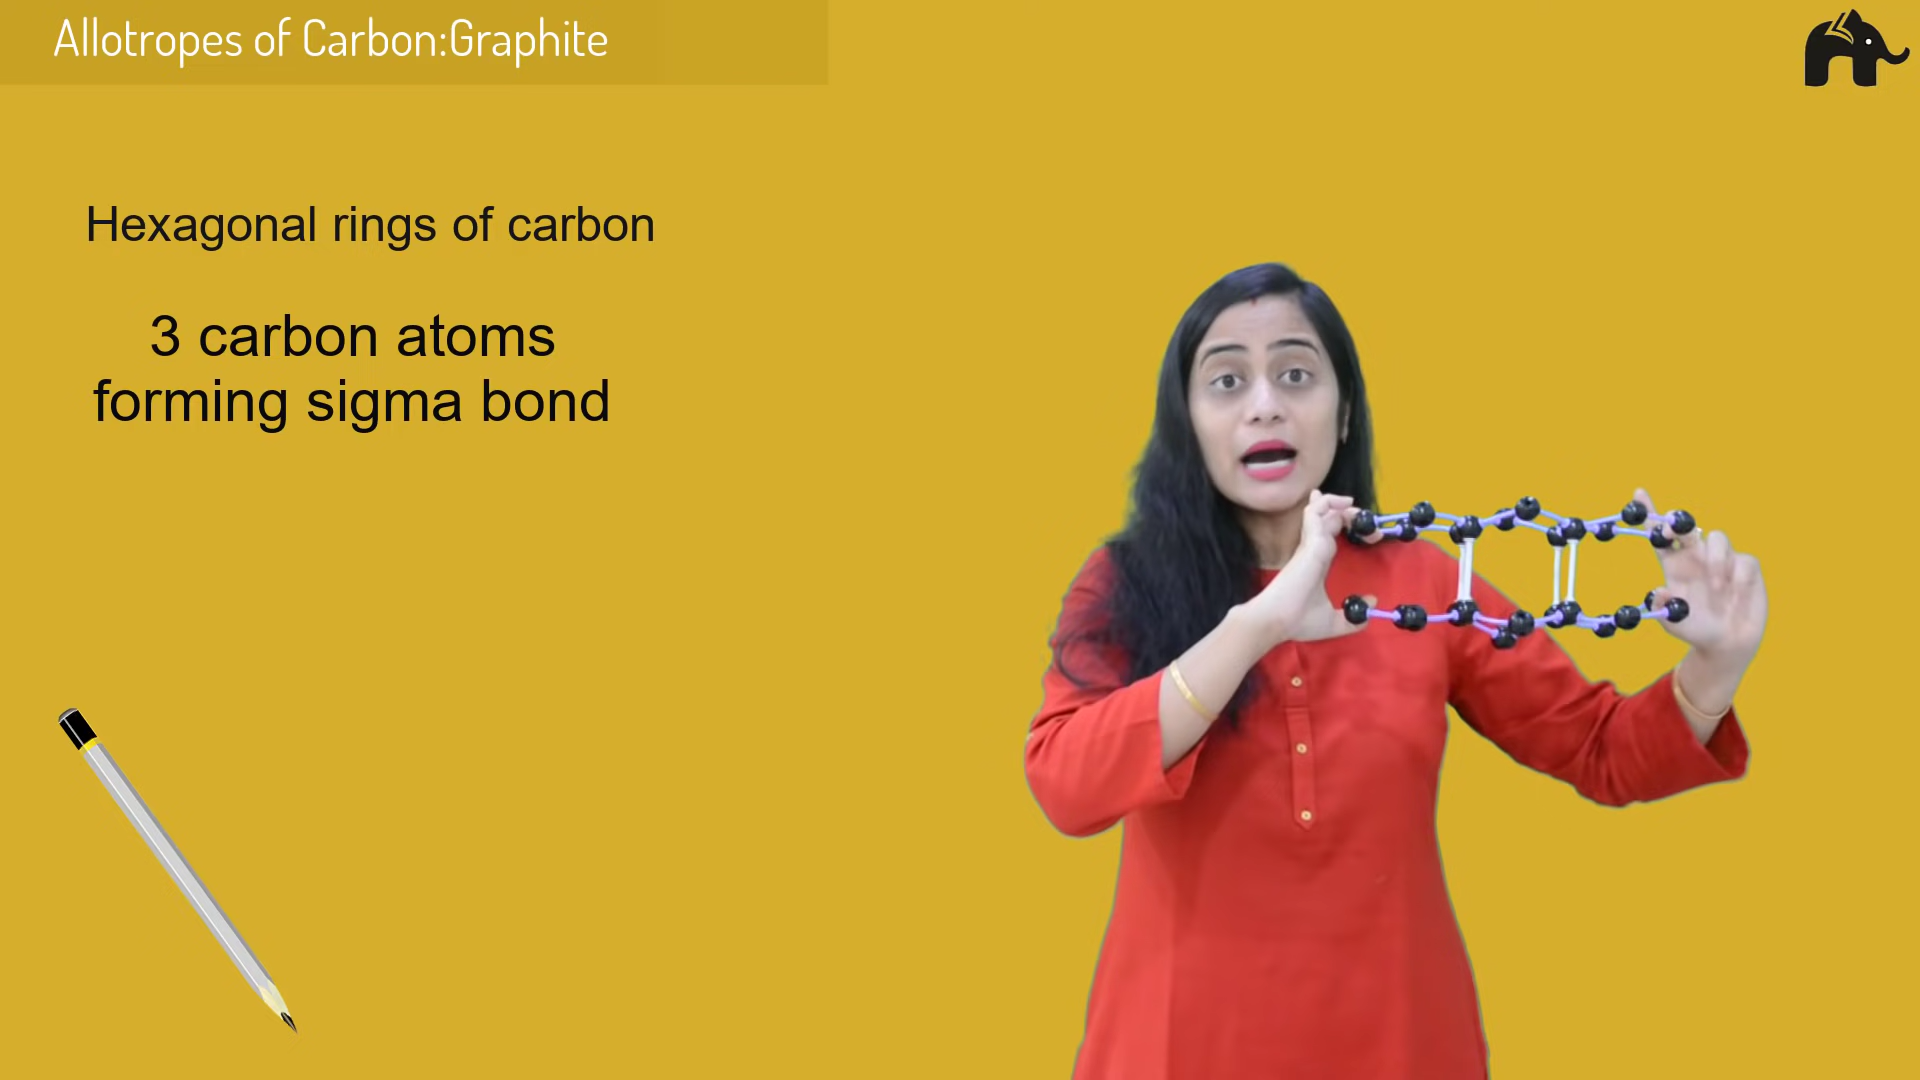 Allotropes of Carbon:Graphite
Hexagonal rings of carbon
3 carbon atoms
forming sigma bond